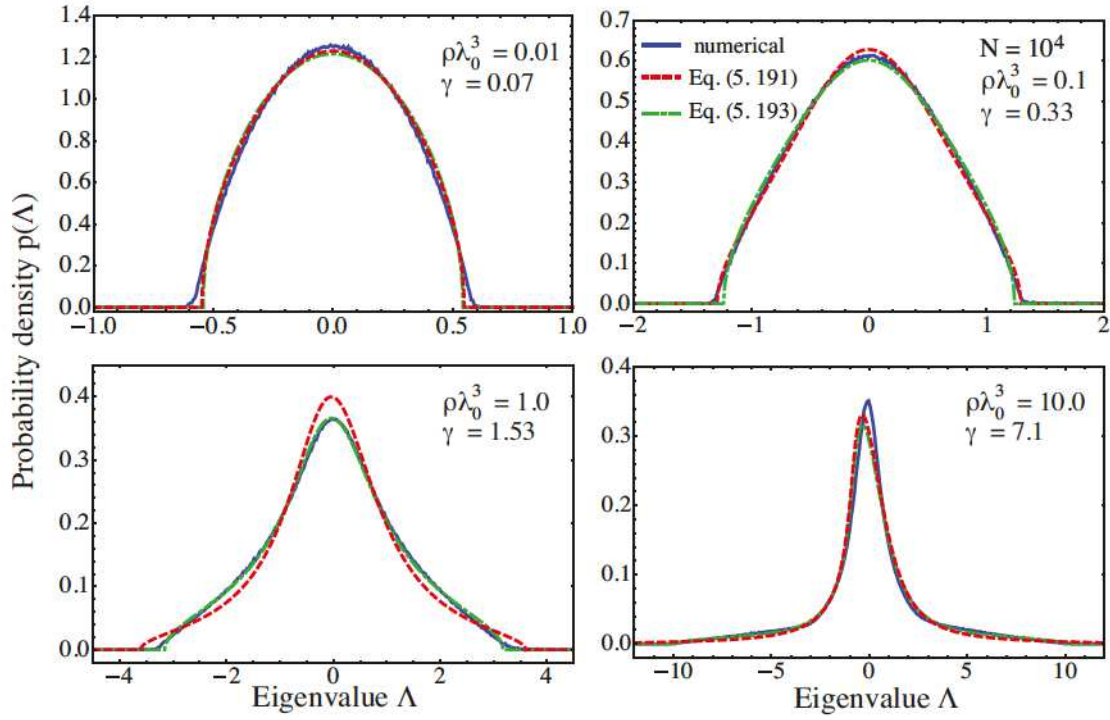 Probability density p(Λ)
1.4
1.2
1.0
0.8
0.6
0.4
0.2
0.0
−1.0 −0.5 0.0 0.5 1.0
ρλ₀³ = 0.01
γ = 0.07
0.7
0.6
0.5
0.4
0.3
0.2
0.1
0.0
−2 −1 0 1 2
numerical
Eq. (5. 191)
Eq. (5. 193)
N = 10⁴
ρλ₀³ = 0.1
γ = 0.33
0.4
0.3
0.2
0.1
0.0
−4 −2 0 2 4
ρλ₀³ = 1.0
γ = 1.53
Eigenvalue Λ
0.4
0.3
0.2
0.1
0.0
−10 −5 0 5 10
ρλ₀³ = 10.0
γ = 7.1
Eigenvalue Λ